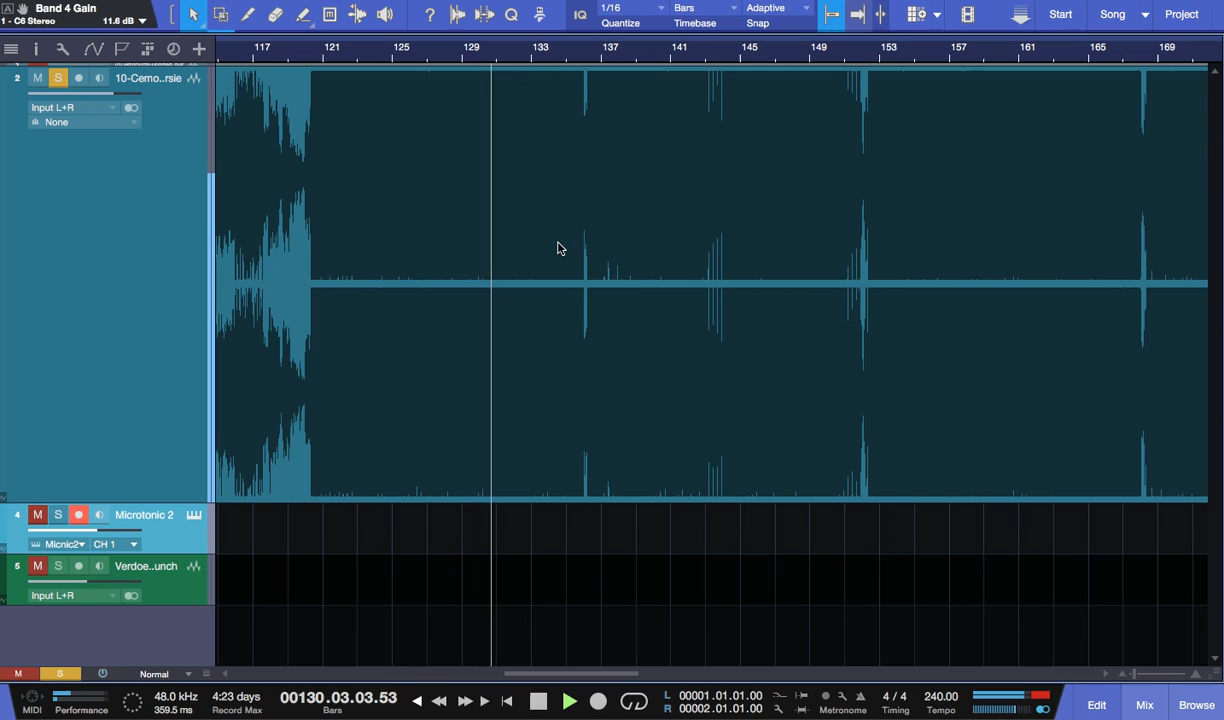 Band 4 Gain
1 - C6 Stereo 11.6 dB
IQ
1/16
Quantize
Bars
Timebase
Adaptive
Snap
Start
Song
Project
117 121 125 129 133 137 141 145 149 153 157 161 165 169
2 M S 10-Cemo..rsie
Input L+R
None
4 M S Microtonic 2
Micnic2 CH 1
5 M S Verdoe..unch
Input L+R
M S Normal
MIDI
Performance
48.0 kHz
359.5 ms
4:23 days
Record Max
00130.03.03.53
Bars
L 00001.01.01.00
R 00002.01.01.00
Metronome
4 / 4
Timing
240.00
Tempo
Edit
Mix
Browse